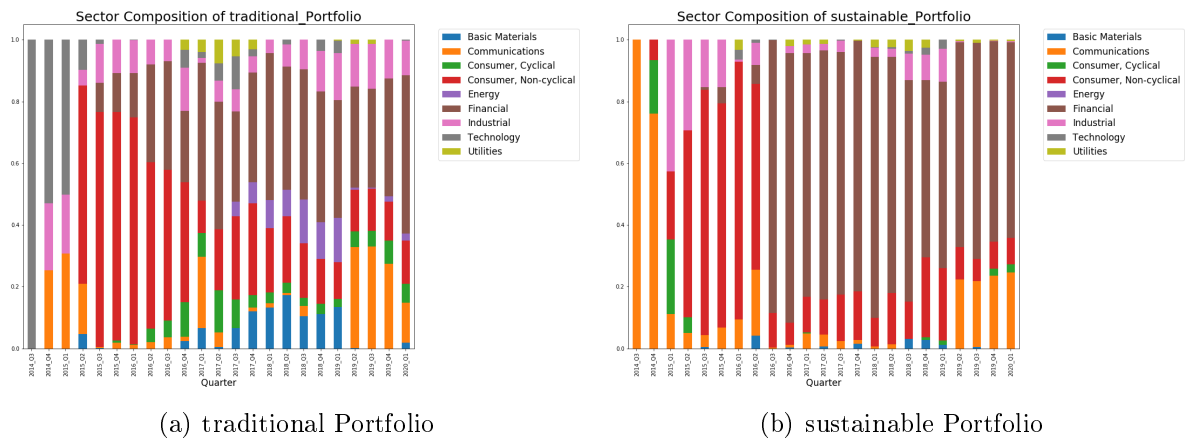 Sector Composition of traditional_Portfolio
1.0
0.8
0.6
0.4
0.2
0.0
2014_Q3
2014_Q4
2015_Q1
2015_Q2
2015_Q3
2015_Q4
2016_Q1
2016_Q2
2016_Q3
2016_Q4
2017_Q1
2017_Q2
2017_Q3
2017_Q4
2018_Q1
2018_Q2
2018_Q3
2018_Q4
2019_Q1
2019_Q2
2019_Q3
2019_Q4
2020_Q1
Quarter
Basic Materials
Communications
Consumer, Cyclical
Consumer, Non-cyclical
Energy
Financial
Industrial
Technology
Utilities
(a) traditional Portfolio
Sector Composition of sustainable_Portfolio
1.0
0.8
0.6
0.4
0.2
0.0
2014_Q3
2014_Q4
2015_Q1
2015_Q2
2015_Q3
2015_Q4
2016_Q1
2016_Q2
2016_Q3
2016_Q4
2017_Q1
2017_Q2
2017_Q3
2017_Q4
2018_Q1
2018_Q2
2018_Q3
2018_Q4
2019_Q1
2019_Q2
2019_Q3
2019_Q4
2020_Q1
Quarter
Basic Materials
Communications
Consumer, Cyclical
Consumer, Non-cyclical
Energy
Financial
Industrial
Technology
Utilities
(b) sustainable Portfolio